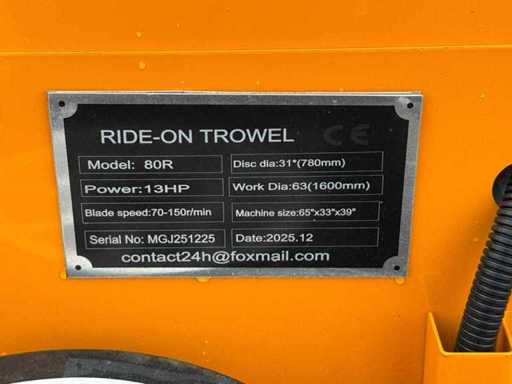 RIDE-ON TROWEL CE
Model: 80R Disc dia:31"(780mm)
Power:13HP Work Dia:63(1600mm)
Blade speed:70-150r/min Machine size:65"x33"x39"
Serial No: MGJ251225 Date:2025.12
contact24h@foxmail.com